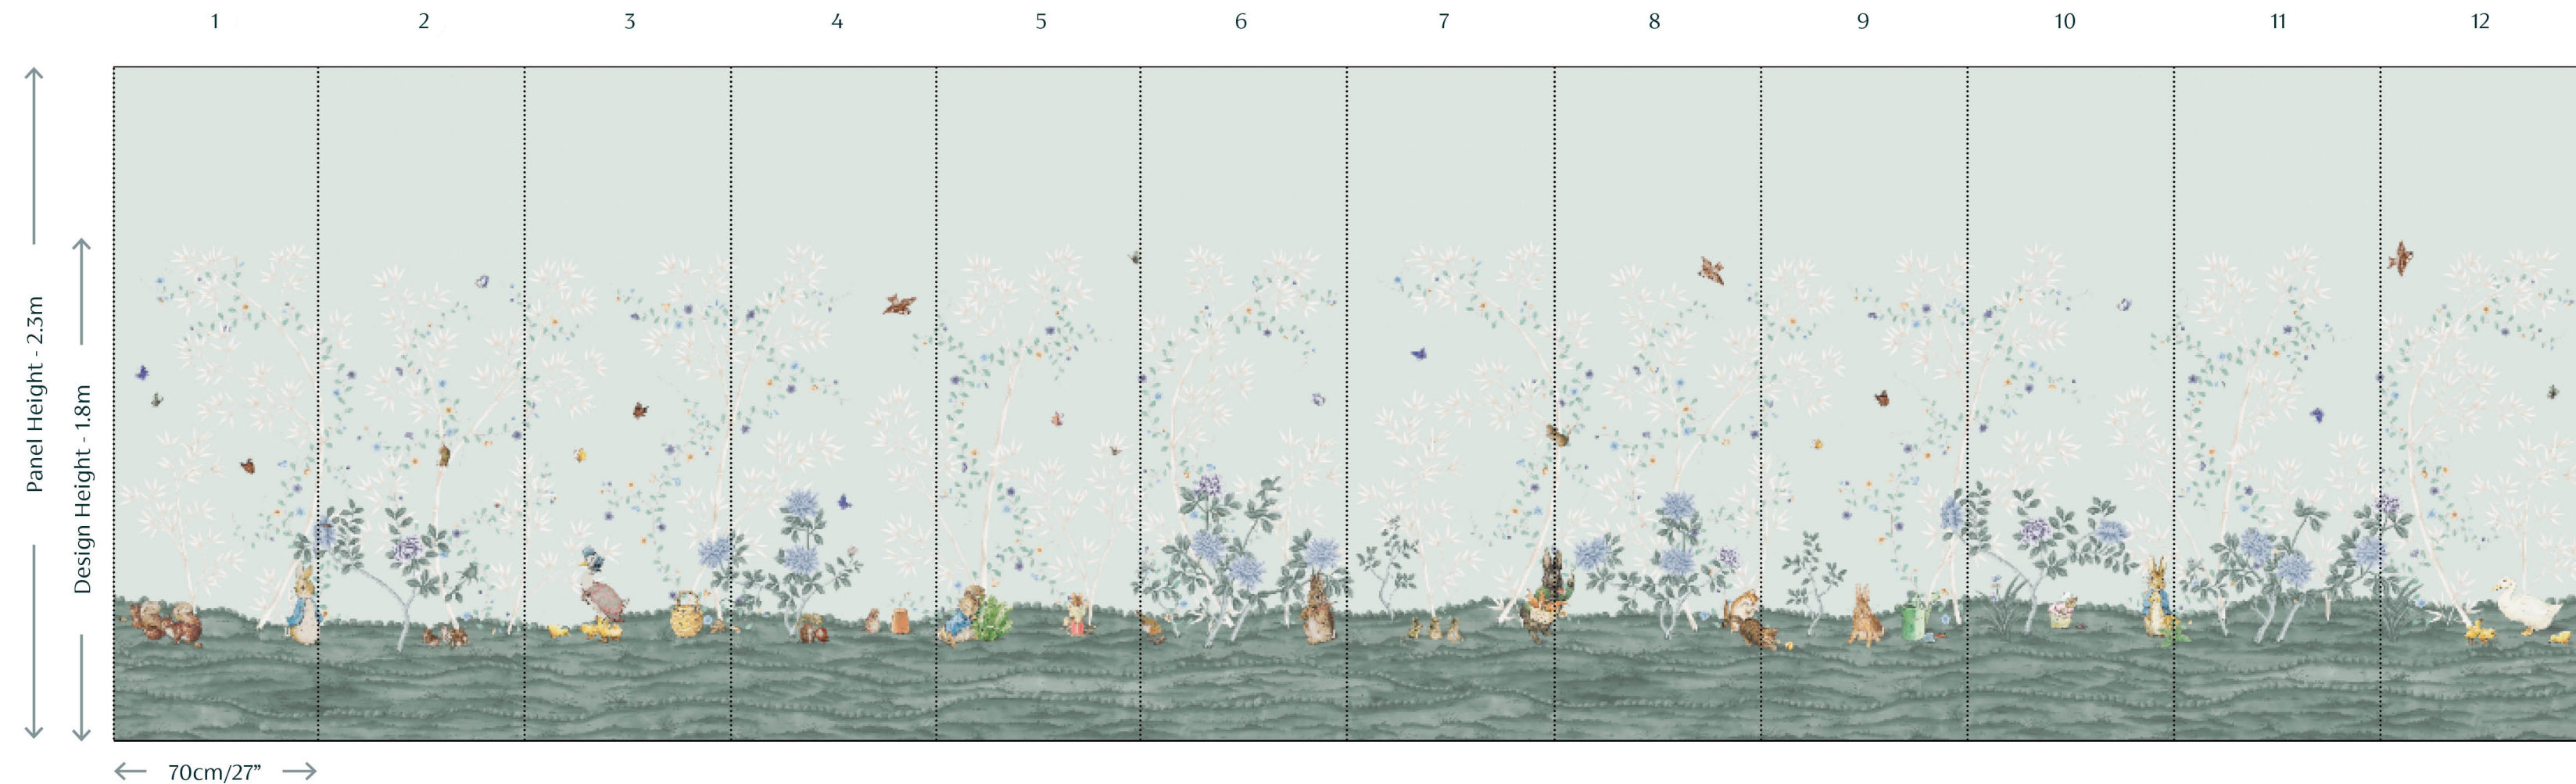 1 2 3 4 5 6 7 8 9 10 11 12
Panel Height - 2.3m
Design Height - 1.8m
70cm/27”